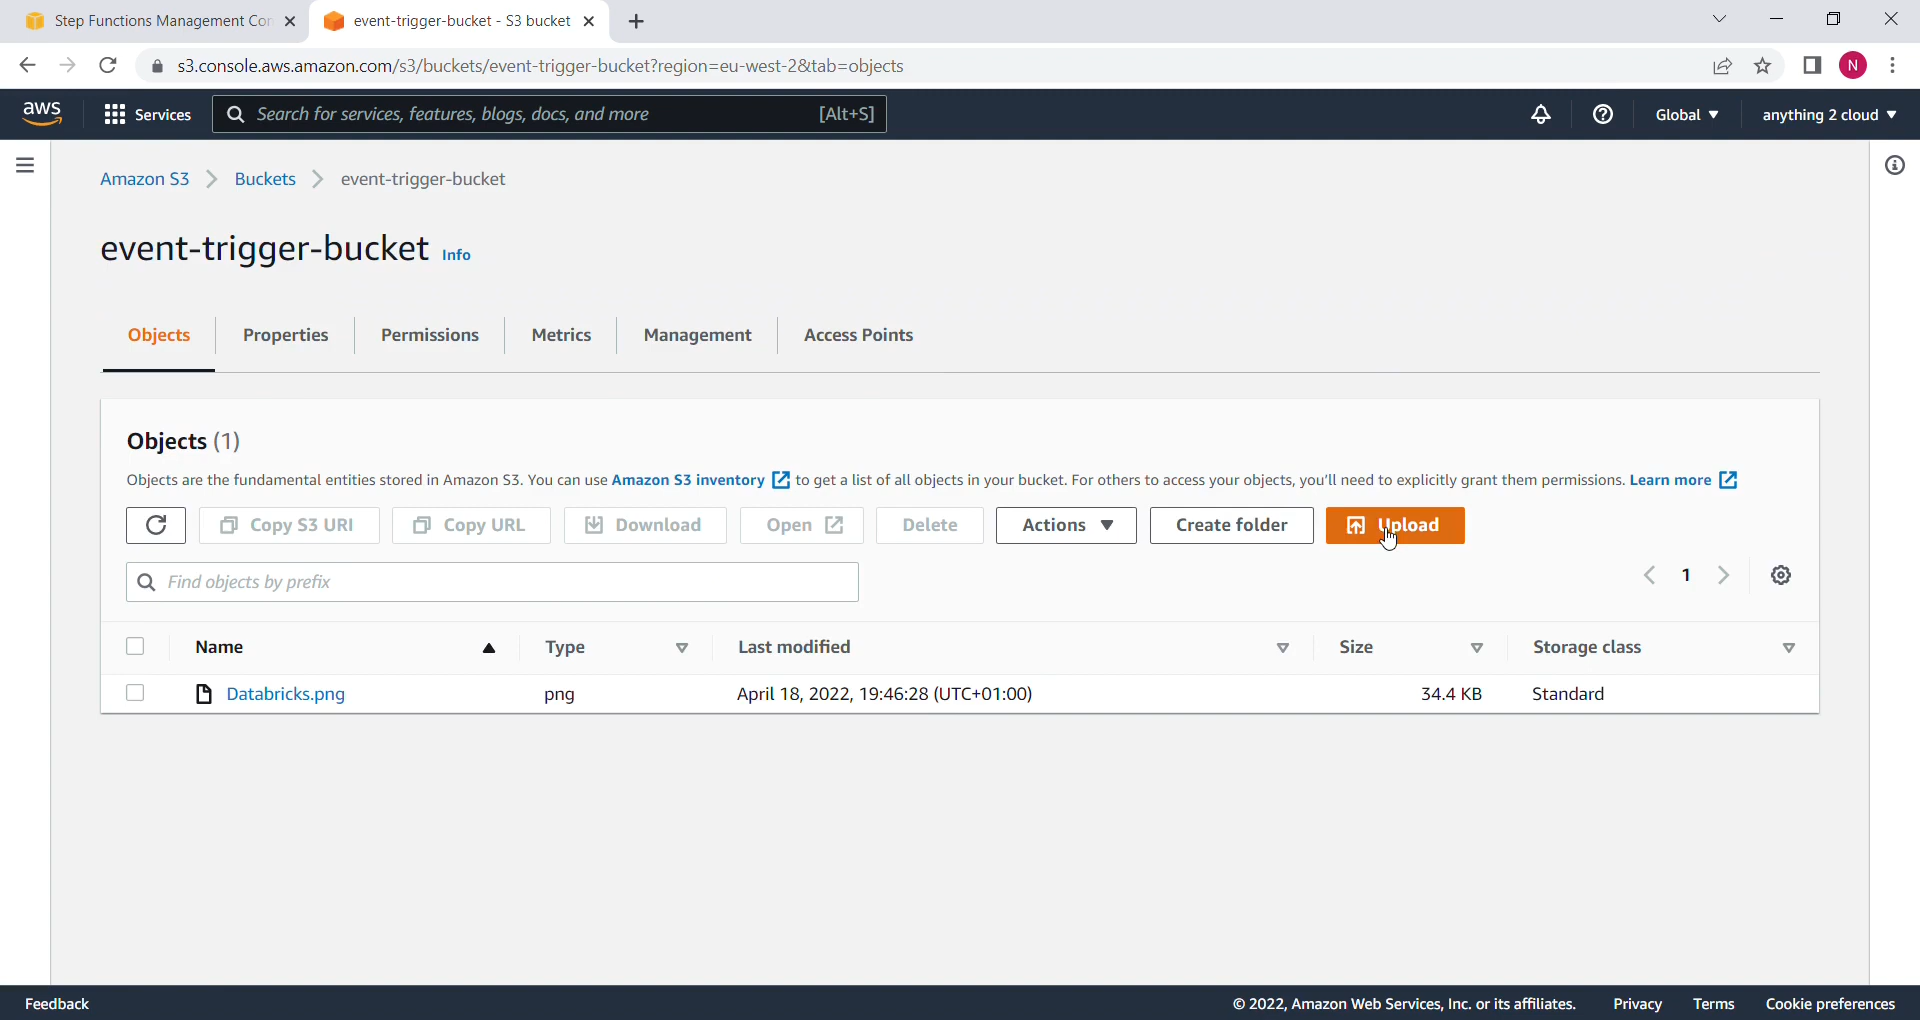 Step Functions Management Con
event-trigger-bucket - S3 bucket
s3.console.aws.amazon.com/s3/buckets/event-trigger-bucket?region=eu-west-2&tab=objects
N
aws
Services
Search for services, features, blogs, docs, and more
[Alt+S]
Global
anything 2 cloud
Amazon S3
Buckets
event-trigger-bucket
event-trigger-bucket Info
Objects
Properties
Permissions
Metrics
Management
Access Points
Objects (1)
Objects are the fundamental entities stored in Amazon S3. You can use Amazon S3 inventory to get a list of all objects in your bucket. For others to access your objects, you'll need to explicitly grant them permissions. Learn more
Copy S3 URI
Copy URL
Download
Open
Delete
Actions
Create folder
Upload
Find objects by prefix
1
Name
Type
Last modified
Size
Storage class
Databricks.png
png
April 18, 2022, 19:46:28 (UTC+01:00)
34.4 KB
Standard
Feedback
© 2022, Amazon Web Services, Inc. or its affiliates.
Privacy
Terms
Cookie preferences